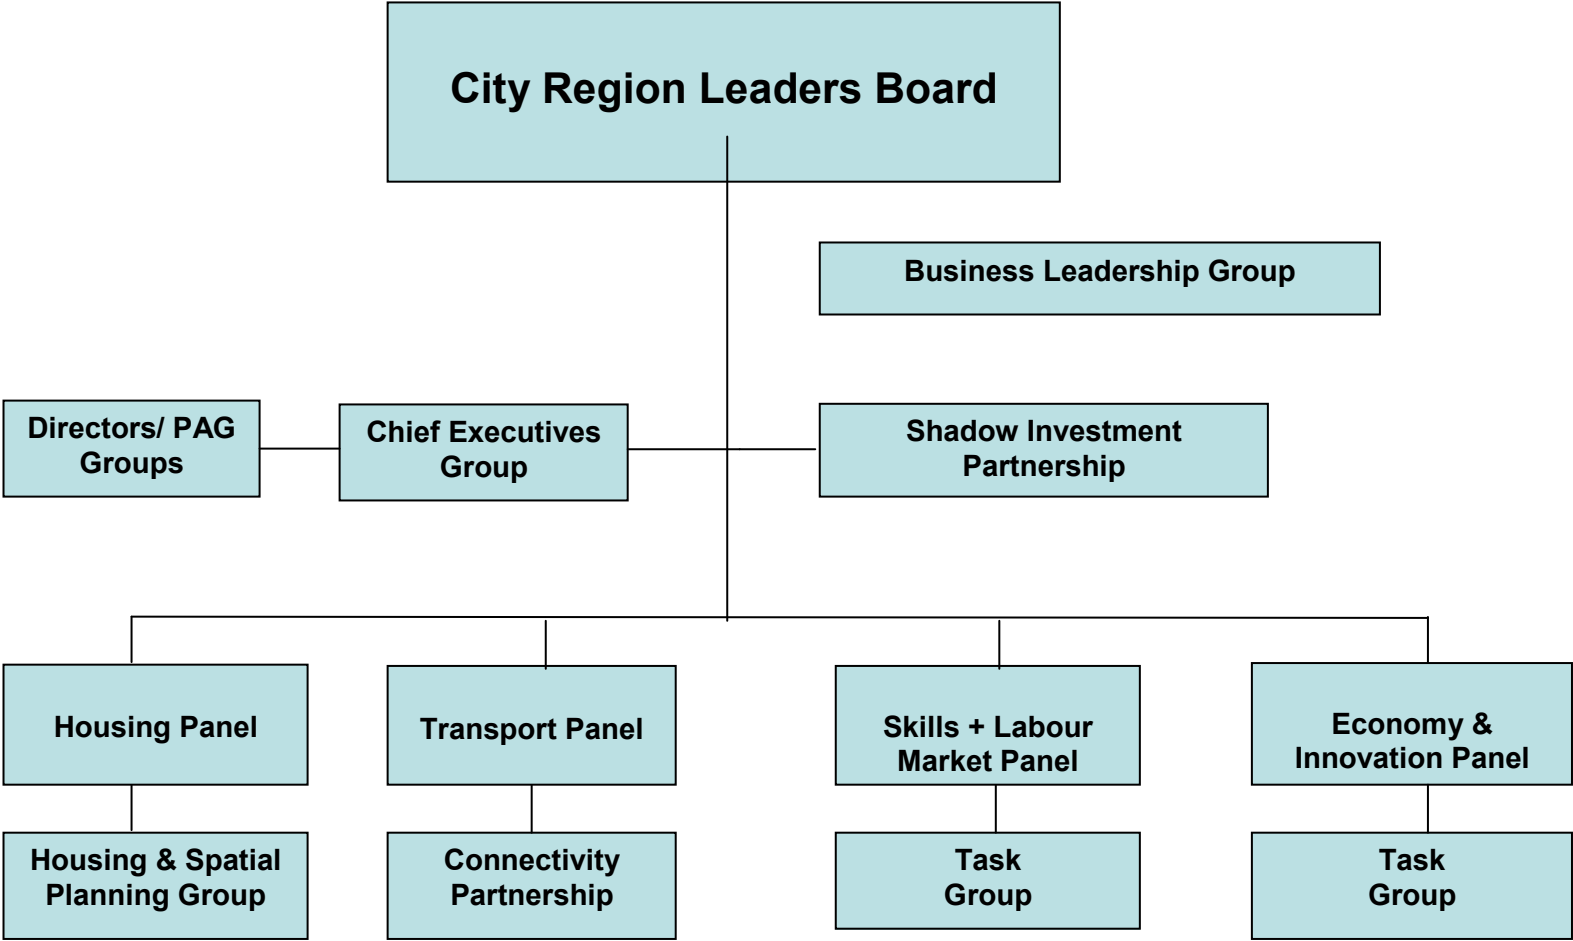 City Region Leaders Board
Business Leadership Group
Directors/ PAG
Groups
Chief Executives
Group
Shadow Investment
Partnership
Housing Panel
Transport Panel
Skills + Labour
Market Panel
Economy &
Innovation Panel
Housing & Spatial
Planning Group
Connectivity
Partnership
Task
Group
Task
Group